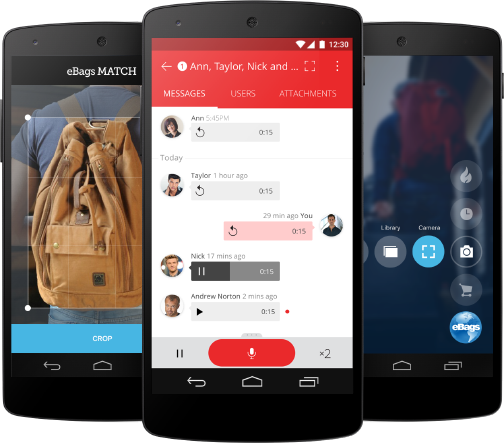 eBags MATCH
CROP
12:30
1 Ann, Taylor, Nick and ...
MESSAGES USERS ATTACHMENTS
Ann 5:45PM
0:15
Today
Taylor 1 hour ago
0:15
29 min ago You
0:15
Nick 17 mins ago
0:15
Andrew Norton 2 mins ago
0:15
×2
Library Camera
eBags